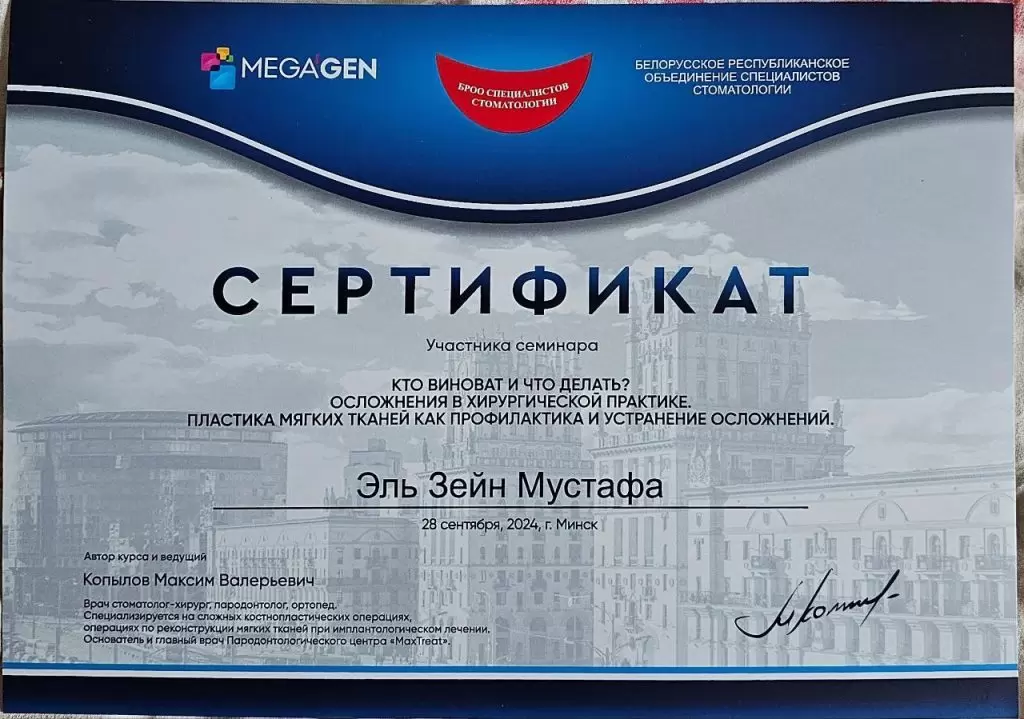 MEGA'GEN
БРОО СПЕЦИАЛИСТОВ
СТОМАТОЛОГИИ
БЕЛОРУССКОЕ РЕСПУБЛИКАНСКОЕ
ОБЪЕДИНЕНИЕ СПЕЦИАЛИСТОВ
СТОМАТОЛОГИИ
СЕРТИФИКАТ
Участника семинара
КТО ВИНОВАТ И ЧТО ДЕЛАТЬ?
ОСЛОЖНЕНИЯ В ХИРУРГИЧЕСКОЙ ПРАКТИКЕ.
ПЛАСТИКА МЯГКИХ ТКАНЕЙ КАК ПРОФИЛАКТИКА И УСТРАНЕНИЕ ОСЛОЖНЕНИЙ.
Эль Зейн Мустафа
28 сентября, 2024, г. Минск
Автор курса и ведущий
Копылов Максим Валерьевич
Врач стоматолог-хирург, пародонтолог, ортопед.
Специализируется на сложных костнопластических операциях,
операциях по реконструкции мягких тканей при имплантологическом лечении.
Основатель и главный врач Пародонтологического центра «MaxTreat».